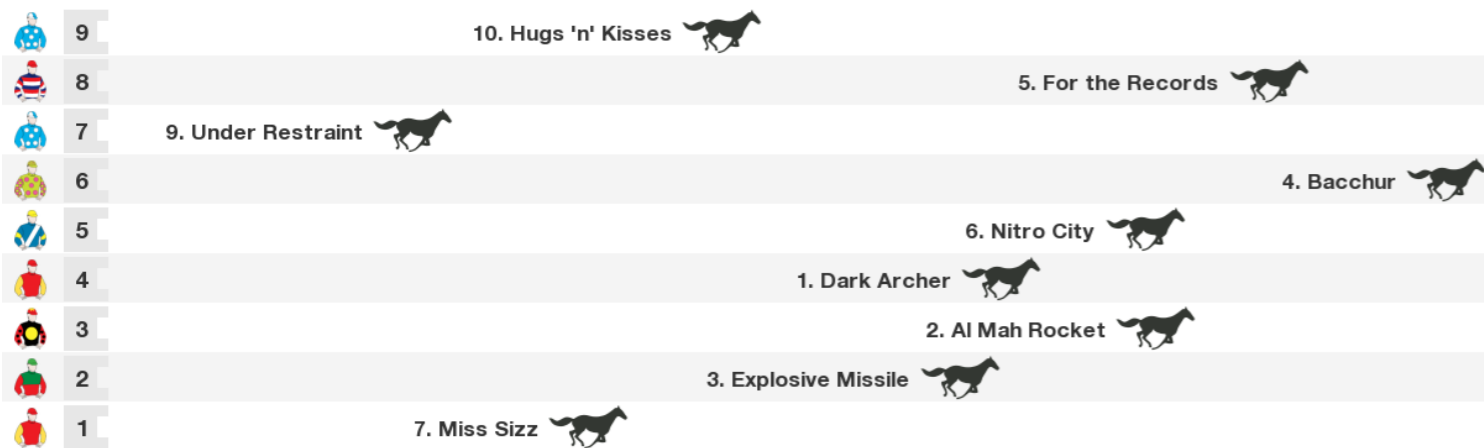 9 10. Hugs 'n' Kisses
8 5. For the Records
7 9. Under Restraint
6 4. Bacchur
5 6. Nitro City
4 1. Dark Archer
3 2. Al Mah Rocket
2 3. Explosive Missile
1 7. Miss Sizz